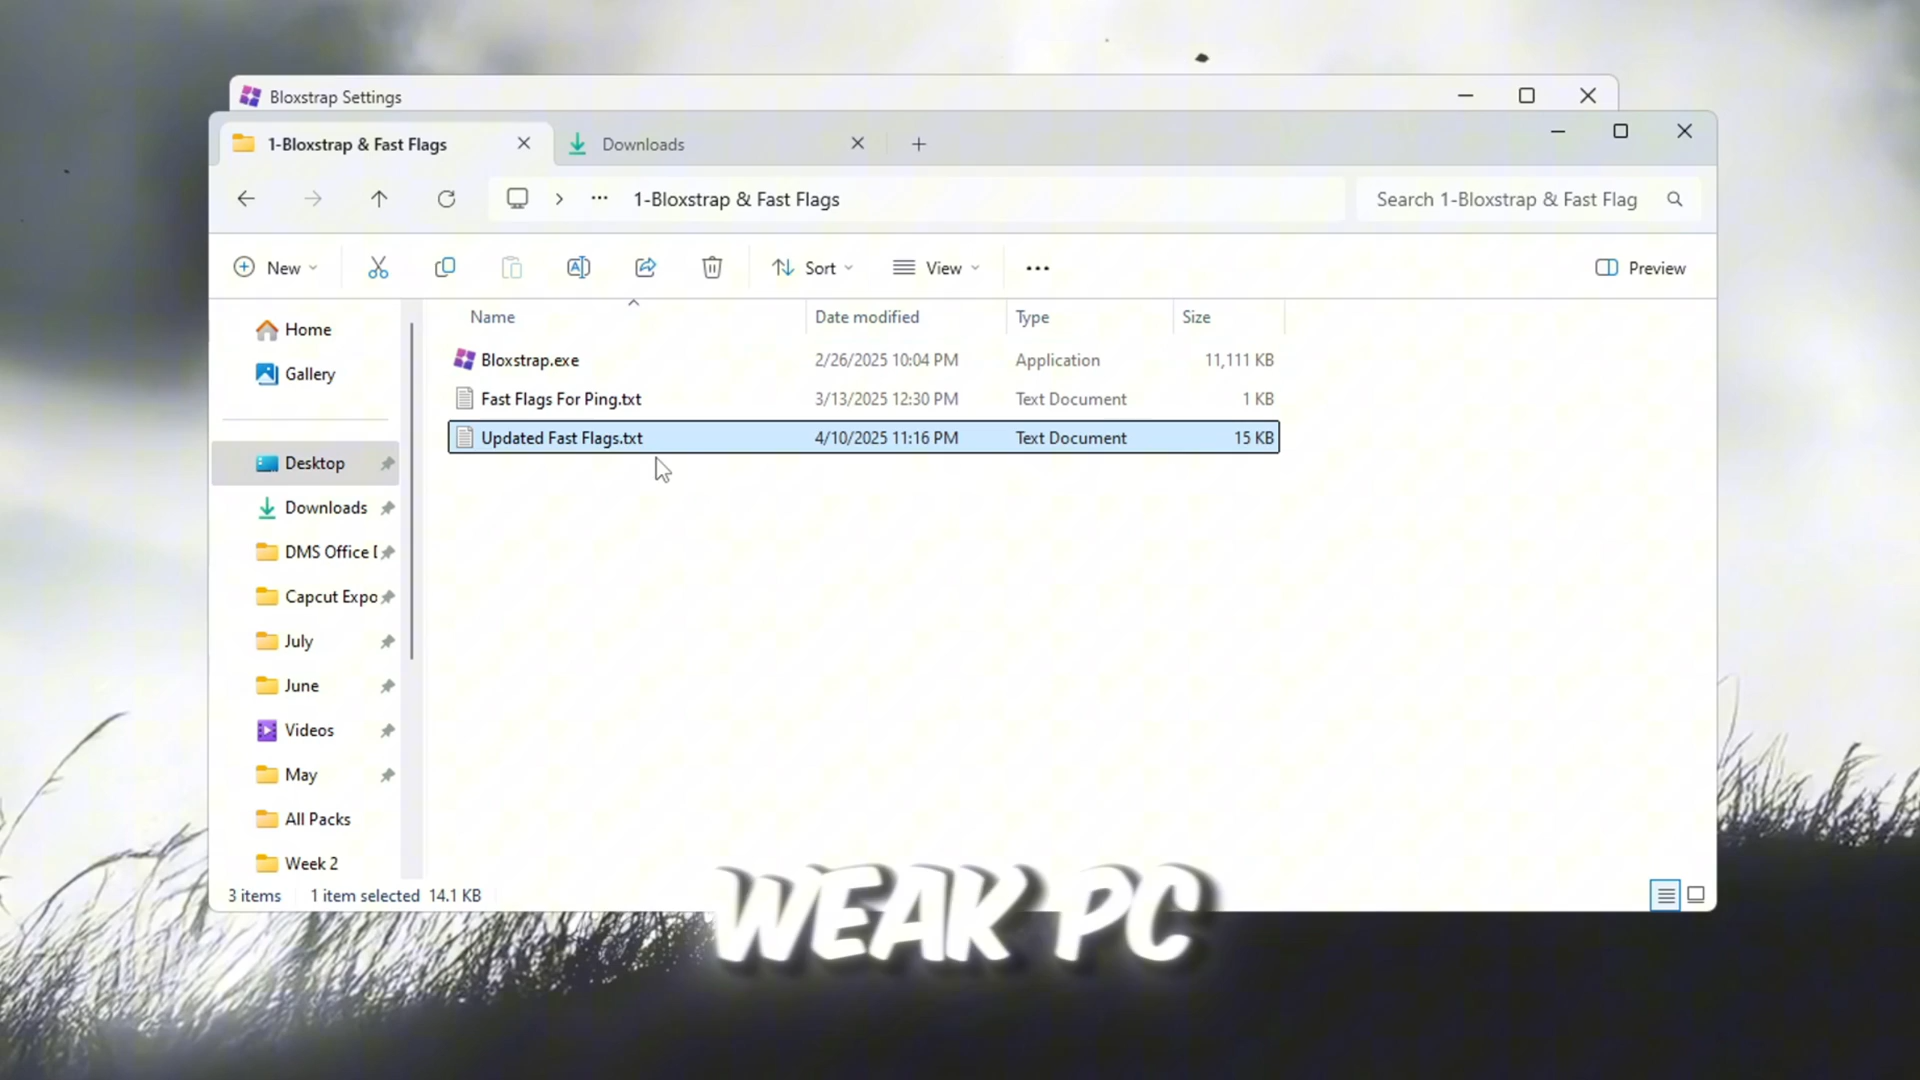 Bloxstrap Settings
1-Bloxstrap & Fast Flags
Downloads
1-Bloxstrap & Fast Flags
Search 1-Bloxstrap & Fast Flag
New
Sort
View
Preview
Name Date modified Type Size
Bloxstrap.exe 2/26/2025 10:04 PM Application 11,111 KB
Fast Flags For Ping.txt 3/13/2025 12:30 PM Text Document 1 KB
Updated Fast Flags.txt 4/10/2025 11:16 PM Text Document 15 KB
Home
Gallery
Desktop
Downloads
DMS Office
Capcut Expo
July
June
Videos
May
All Packs
Week 2
3 items 1 item selected 14.1 KB
WEAK PC